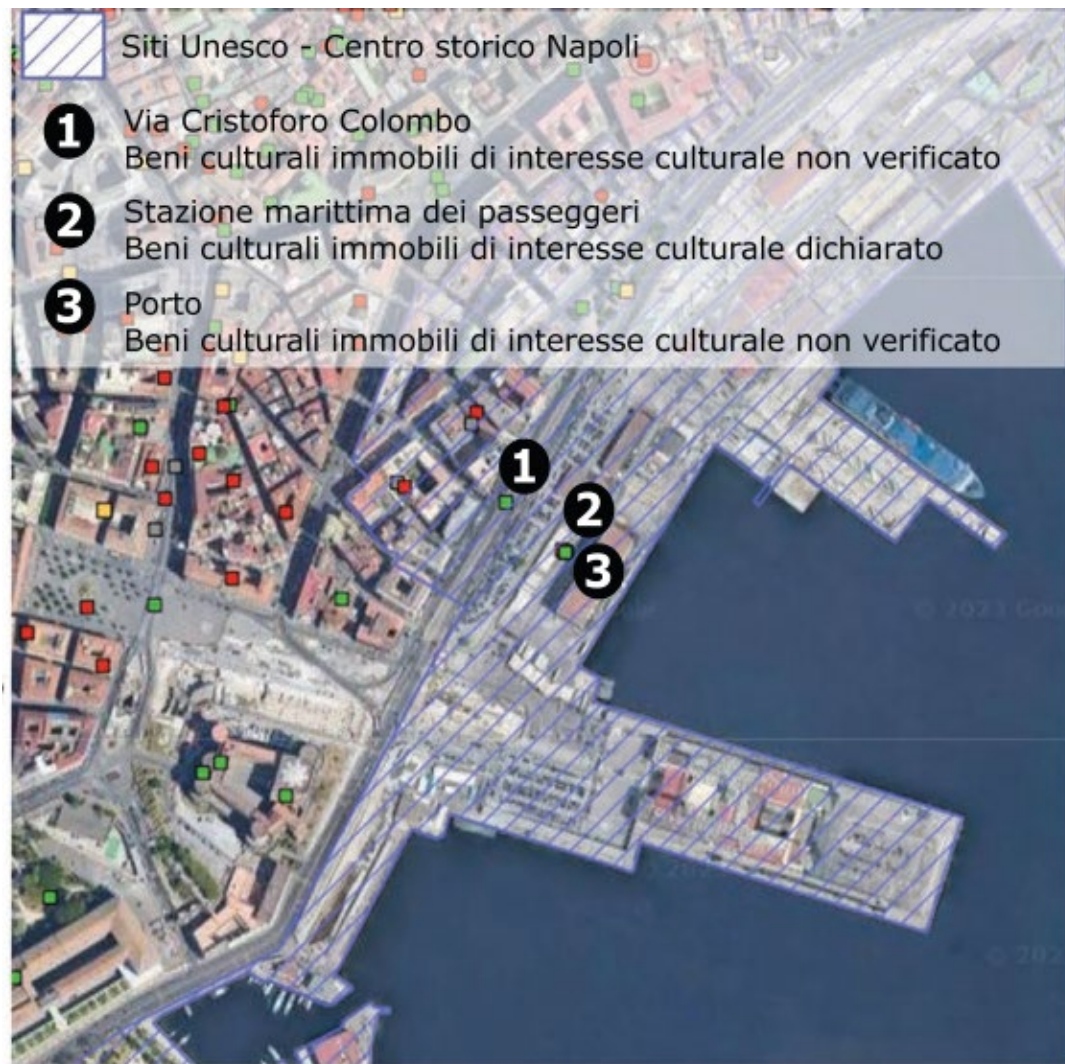 Siti Unesco - Centro storico Napoli
1 Via Cristoforo Colombo
Beni culturali immobili di interesse culturale non verificato
2 Stazione marittima dei passeggeri
Beni culturali immobili di interesse culturale dichiarato
3 Porto
Beni culturali immobili di interesse culturale non verificato
1
2
3
© 2023